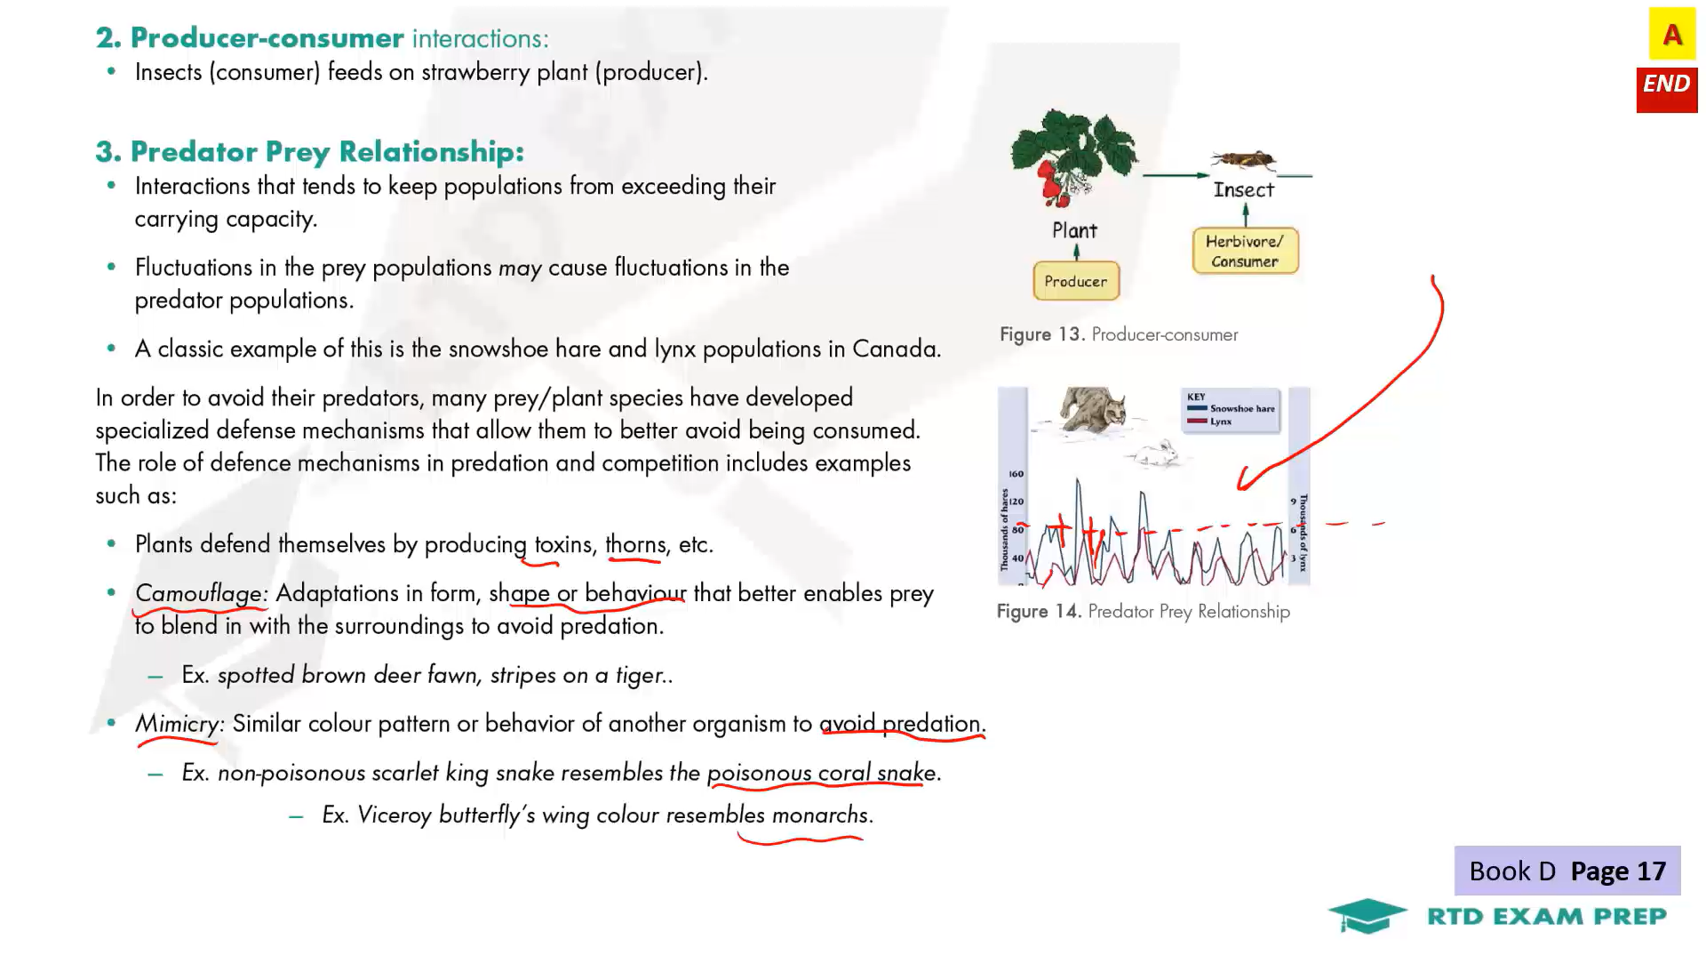 2. Producer-consumer interactions:
• Insects (consumer) feeds on strawberry plant (producer).
3. Predator Prey Relationship:
• Interactions that tends to keep populations from exceeding their
carrying capacity.
• Fluctuations in the prey populations may cause fluctuations in the
predator populations.
• A classic example of this is the snowshoe hare and lynx populations in Canada.
In order to avoid their predators, many prey/plant species have developed
specialized defense mechanisms that allow them to better avoid being consumed.
The role of defence mechanisms in predation and competition includes examples
such as:
• Plants defend themselves by producing toxins, thorns, etc.
• Camouflage: Adaptations in form, shape or behaviour that better enables prey
to blend in with the surroundings to avoid predation.
– Ex. spotted brown deer fawn, stripes on a tiger..
• Mimicry: Similar colour pattern or behavior of another organism to avoid predation.
– Ex. non-poisonous scarlet king snake resembles the poisonous coral snake.
– Ex. Viceroy butterfly's wing colour resembles monarchs.
A
END
Plant
Insect
Producer
Herbivore/
Consumer
Figure 13. Producer-consumer
KEY
Snowshoe hare
Lynx
Thousands of hares
160
120
80
40
0
9
6
3
Thousands of lynx
Figure 14. Predator Prey Relationship
Book D Page 17
RTD EXAM PREP